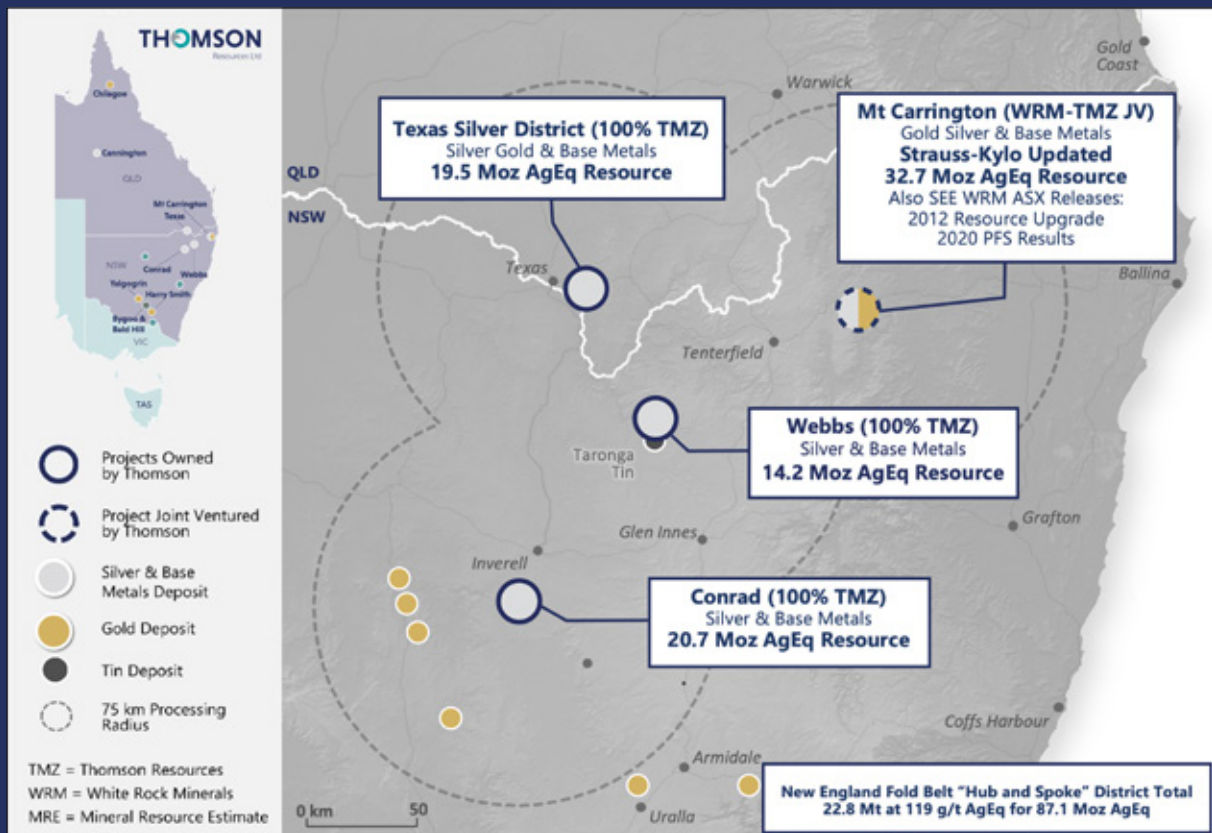 THOMSON
Resources Ltd
Chilagoe
Cannington
QLD
Mt Carrington
Texas
NSW
Conrad
Webbs
Yalgogrin
Harry Smith
Bygoo &
Bald Hill
VIC
TAS
Projects Owned
by Thomson
Project Joint Ventured
by Thomson
Silver & Base
Metals Deposit
Gold Deposit
Tin Deposit
75 km Processing
Radius
TMZ = Thomson Resources
WRM = White Rock Minerals
MRE = Mineral Resource Estimate
Gold
Coast
Warwick
Texas Silver District (100% TMZ)
Silver Gold & Base Metals
19.5 Moz AgEq Resource
Mt Carrington (WRM-TMZ JV)
Gold Silver & Base Metals
Strauss-Kylo Updated
32.7 Moz AgEq Resource
Also SEE WRM ASX Releases:
2012 Resource Upgrade
2020 PFS Results
QLD
NSW
Texas
Ballina
Tenterfield
Webbs (100% TMZ)
Silver & Base Metals
14.2 Moz AgEq Resource
Taronga
Tin
Glen Innes
Grafton
Inverell
Conrad (100% TMZ)
Silver & Base Metals
20.7 Moz AgEq Resource
Coffs Harbour
Armidale
Uralla
0 km
50
New England Fold Belt "Hub and Spoke" District Total
22.8 Mt at 119 g/t AgEq for 87.1 Moz AgEq